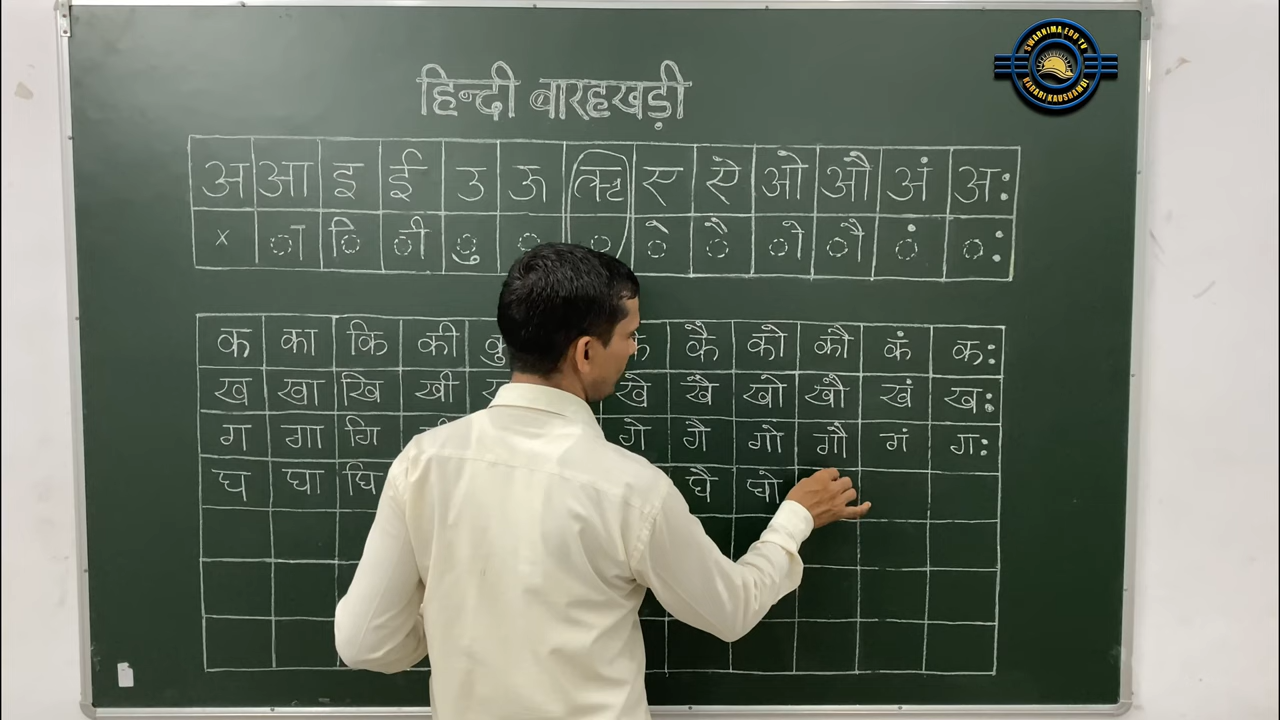 SWARNIMA EDU TV
KARARI KAUSHAMBI
हिन्दी बारहखड़ी
अ आ इ ई उ ऊ ऋ ए ऐ ओ औ अं अः
× ा ि ी ु े ै ो ौ ं ः
क का कि की कु के कै को कौ कं कः
ख खा खि खी खे खै खो खौ खं खः
ग गा गि गे गै गो गौ गं गः
घ घा घि घै घो